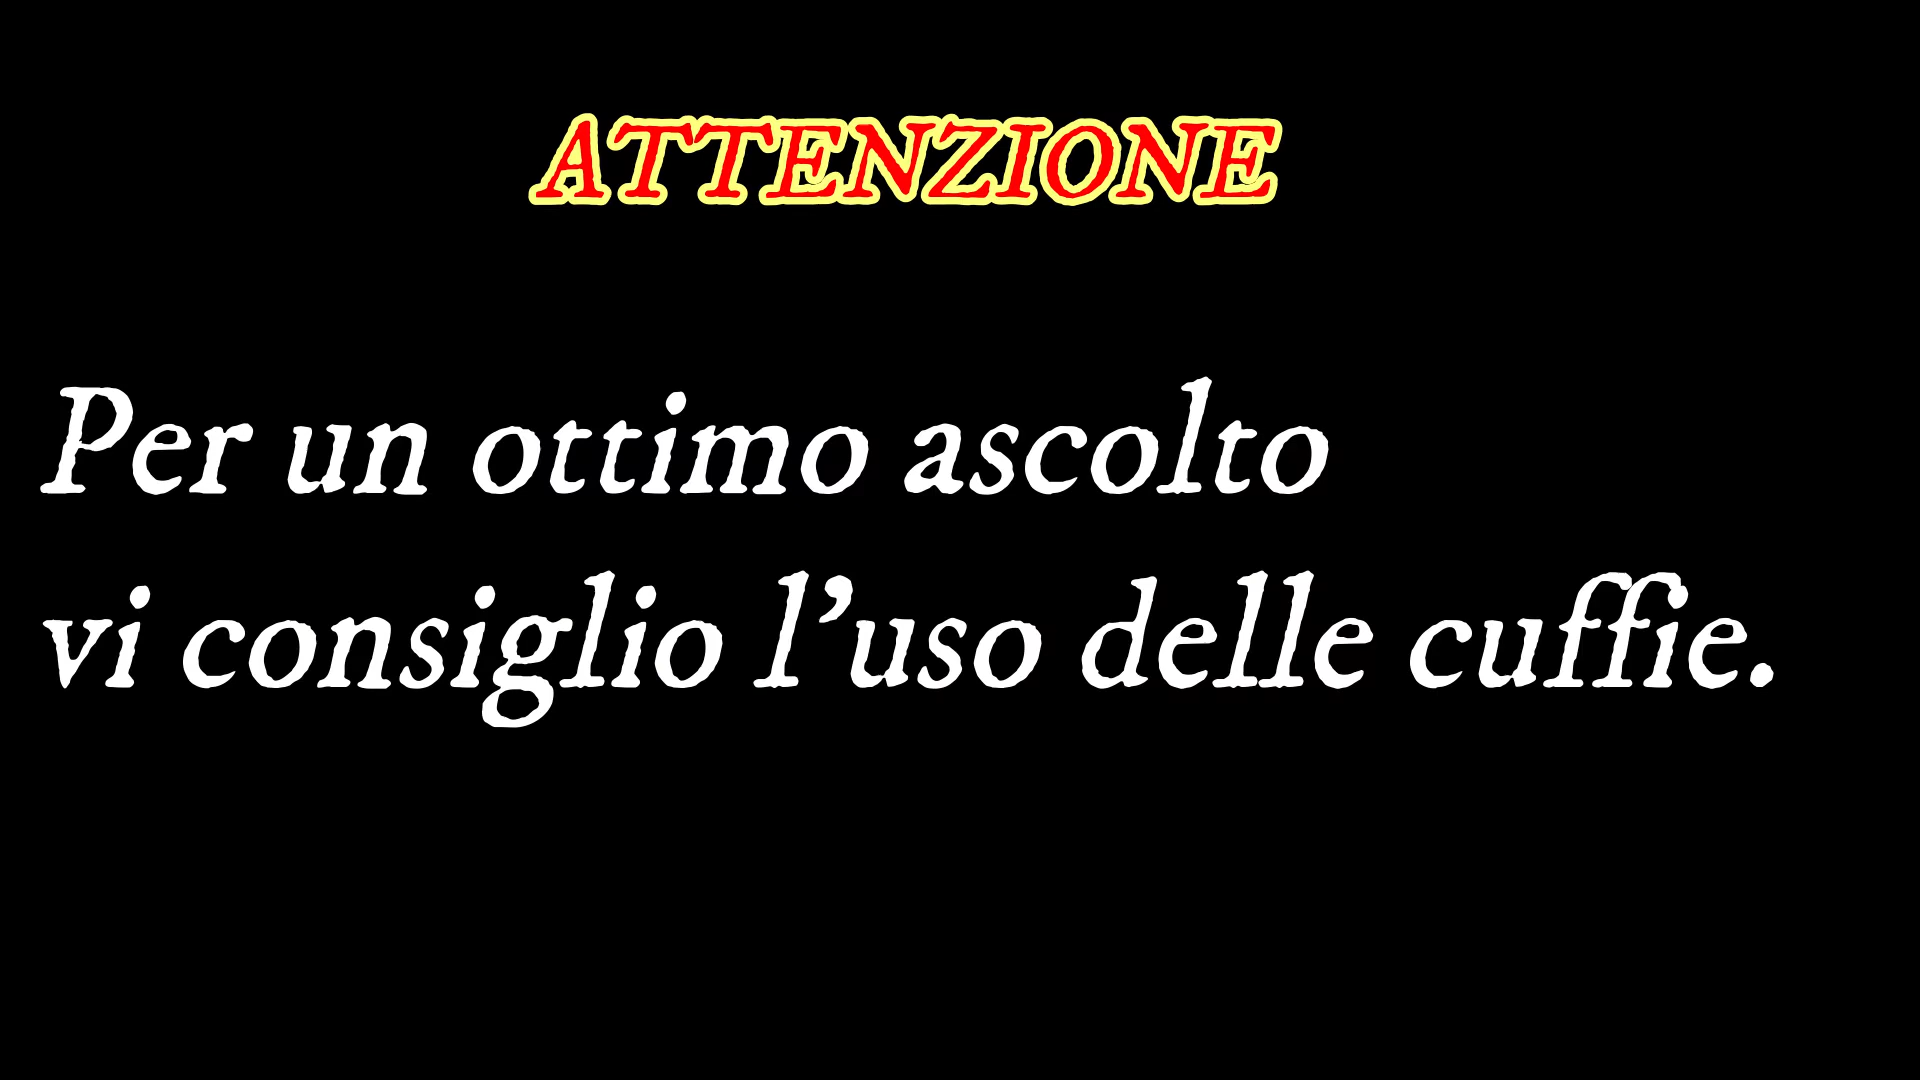 ATTENZIONE
Per un ottimo ascolto
vi consiglio l'uso delle cuffie.